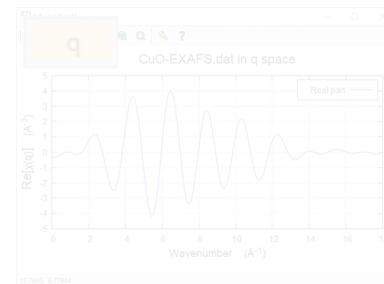 q
CuO-EXAFS.dat in q space
Real part
Re[χ(q)] (Å⁻³)
5
4
3
2
1
0
-1
-2
-3
-4
-5
0 2 4 6 8 10 12 14 16
Wavenumber (Å⁻¹)